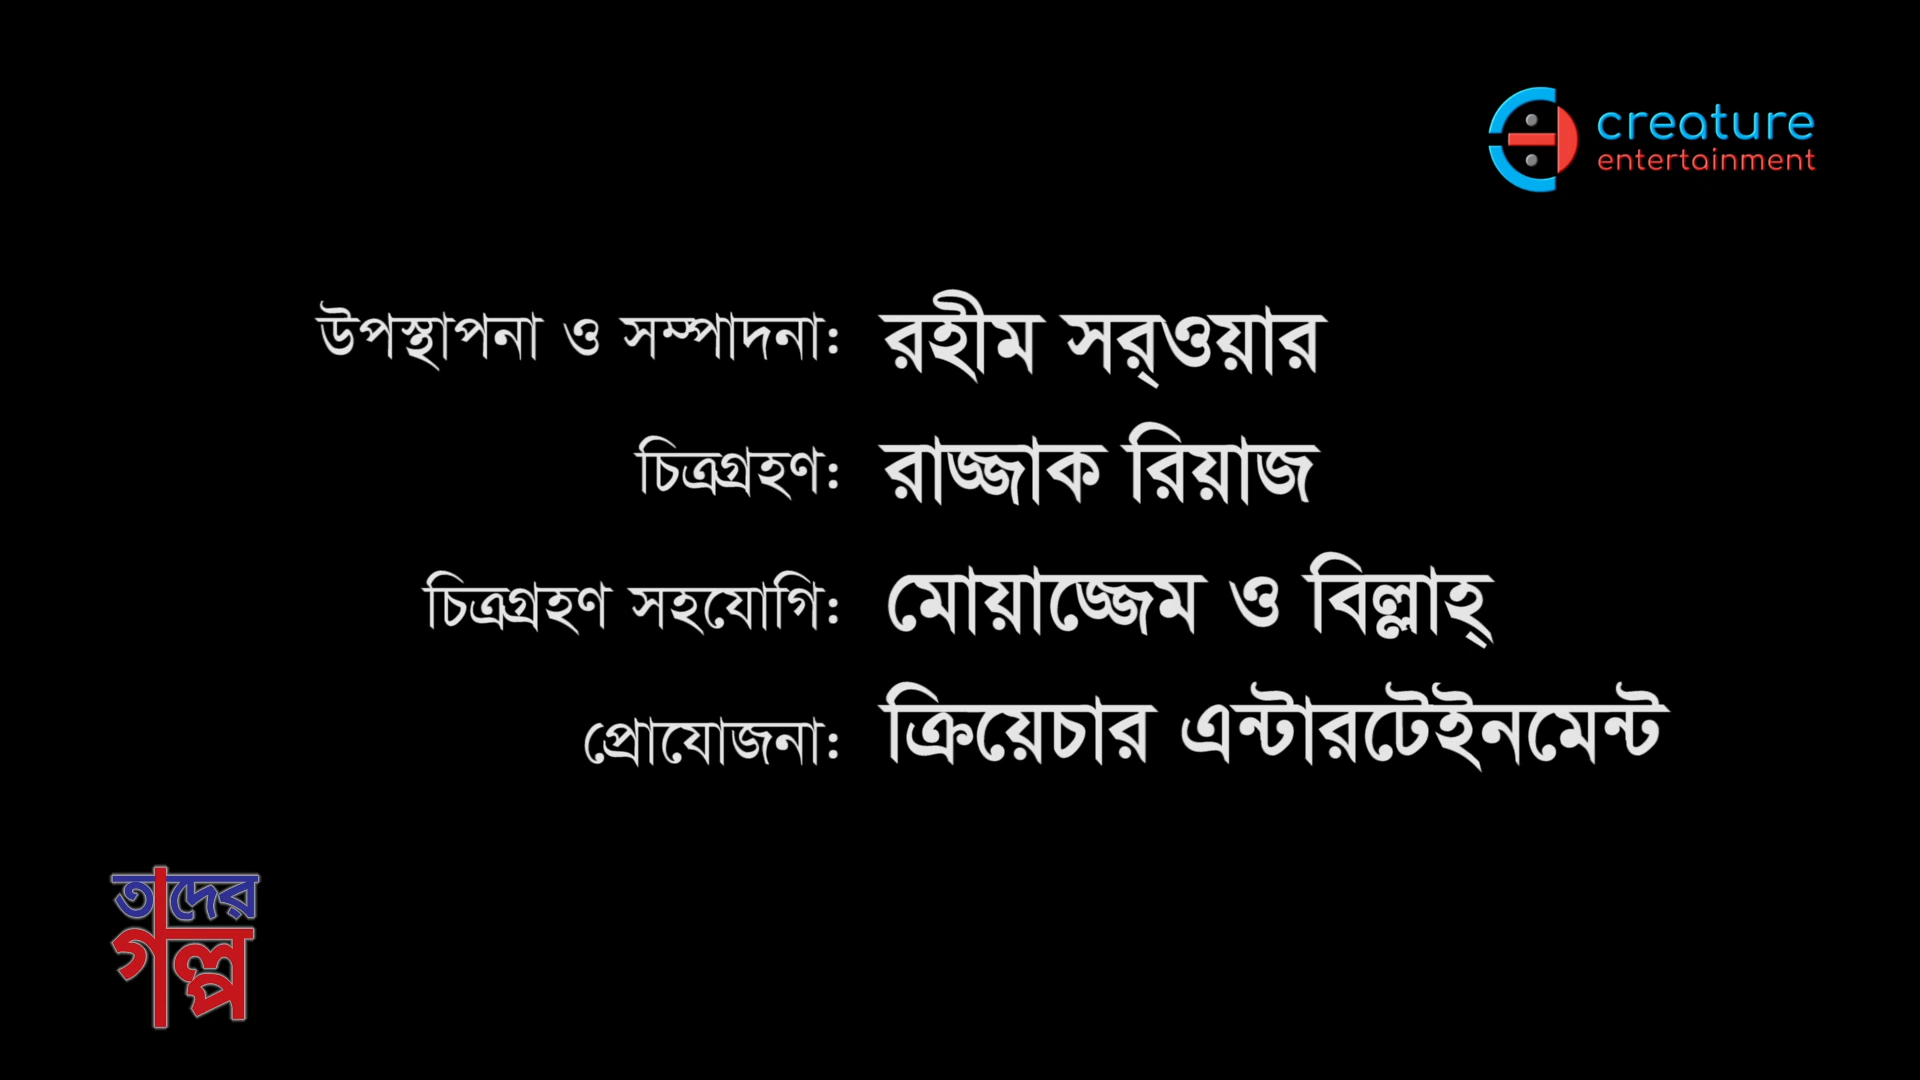 creature
entertainment
উপস্থাপনা ও সম্পাদনা: রহীম সর্‌ওয়ার
চিত্রগ্রহণ: রাজ্জাক রিয়াজ
চিত্রগ্রহণ সহযোগি: মোয়াজ্জেম ও বিল্লাহ্
প্রোযোজনা: ক্রিয়েচার এন্টারটেইনমেন্ট
তাদের
গল্প